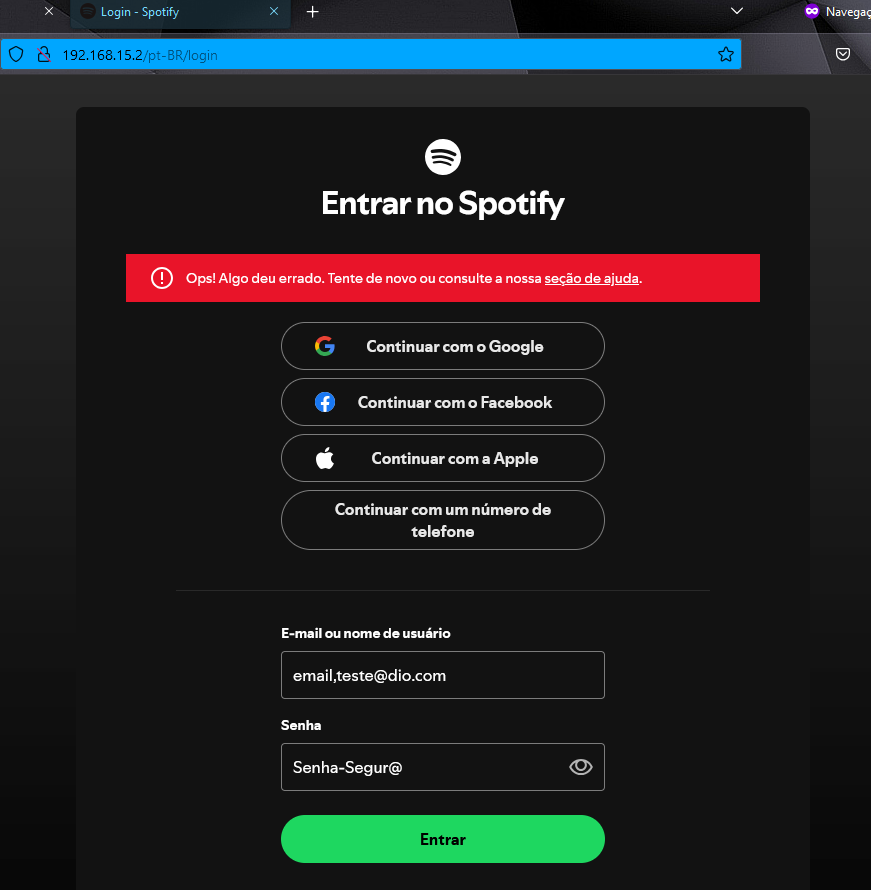 Login - Spotify
Navegaç
192.168.15.2/pt-BR/login
Entrar no Spotify
Ops! Algo deu errado. Tente de novo ou consulte a nossa seção de ajuda.
Continuar com o Google
Continuar com o Facebook
Continuar com a Apple
Continuar com um número de
telefone
E-mail ou nome de usuário
email,teste@dio.com
Senha
Senha-Segur@
Entrar